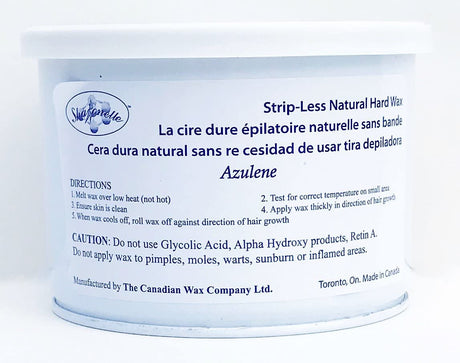 Sharonelle
Strip-Less Natural Hard Wax
La cire dure épilatoire naturelle sans bande
Cera dura natural sans re cesidad de usar tira depiladora
Azulene
DIRECTIONS
1. Melt wax over low heat (not hot)
2. Test for correct temperature on small area
3. Ensure skin is clean
4. Apply wax thickly in direction of hair growth
5. When wax cools off, roll wax off against direction of hair growth
CAUTION: Do not use Glycolic Acid, Alpha Hydroxy products, Retin A.
Do not apply wax to pimples, moles, warts, sunburn or inflamed areas.
Manufactured by The Canadian Wax Company Ltd.
Toronto, On. Made in Canada